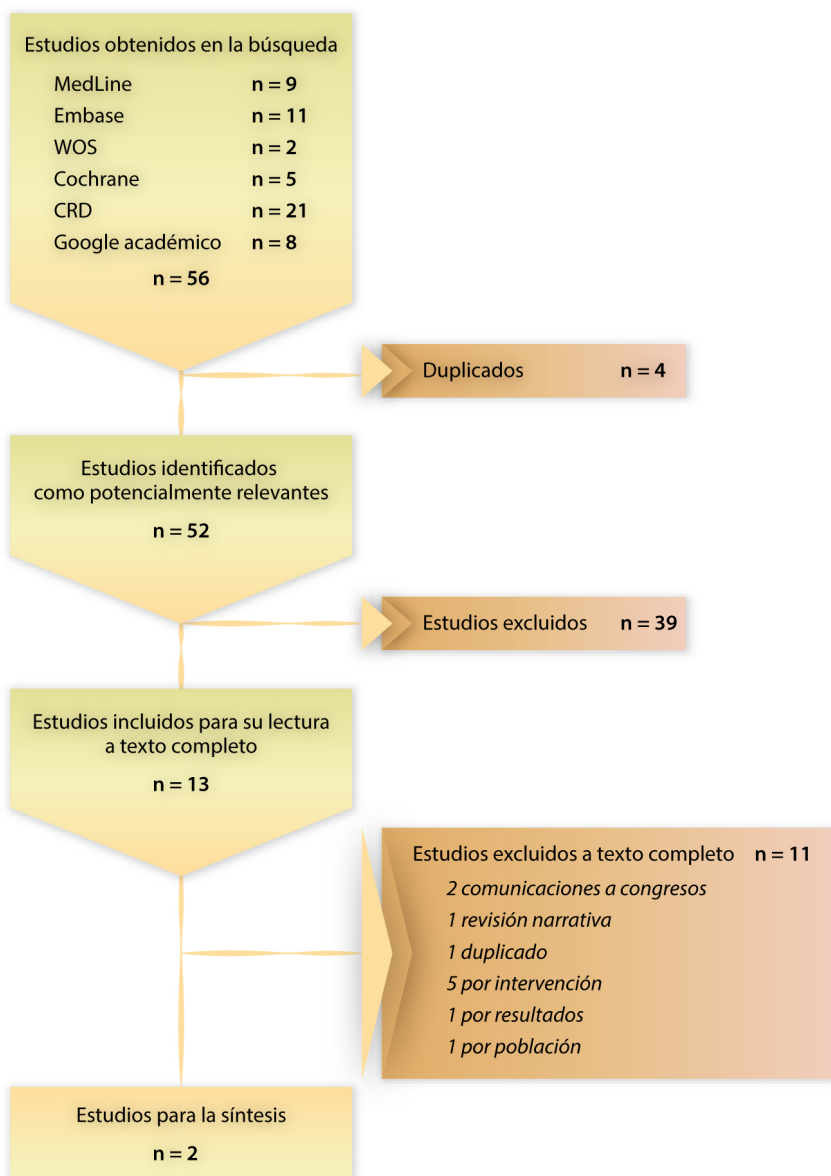 Estudios obtenidos en la búsqueda
MedLine n = 9
Embase n = 11
WOS n = 2
Cochrane n = 5
CRD n = 21
Google académico n = 8
n = 56
Duplicados n = 4
Estudios identificados
como potencialmente relevantes
n = 52
Estudios excluidos n = 39
Estudios incluidos para su lectura
a texto completo
n = 13
Estudios excluidos a texto completo n = 11
2 comunicaciones a congresos
1 revisión narrativa
1 duplicado
5 por intervención
1 por resultados
1 por población
Estudios para la síntesis
n = 2